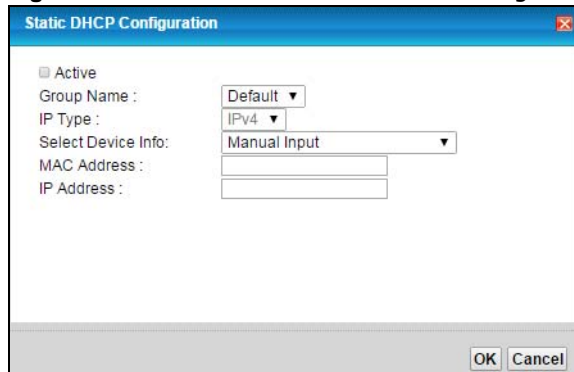 Static DHCP Configuration
Active
Group Name : Default
IP Type : IPv4
Select Device Info: Manual Input
MAC Address :
IP Address :
OK Cancel